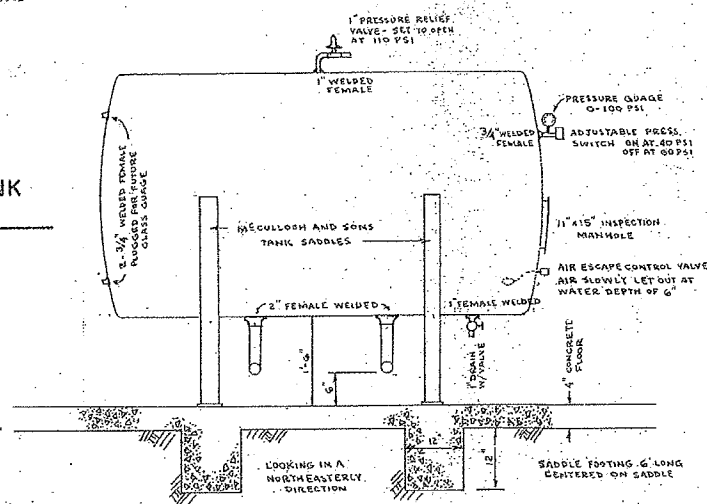 1" PRESSURE RELIEF
VALVE - SET TO OPEN
AT 110 PSI
1" WELDED
FEMALE
PRESSURE GUAGE
0-100 PSI
3/4" WELDED
FEMALE
ADJUSTABLE PRESS.
SWITCH ON AT 40 PSI
OFF AT 60 PSI
2-3/4" WELDED FEMALE
PLUGGED FOR FUTURE
GLASS GUAGE
NK
McCULLOCH AND SONS
TANK SADDLES
11" x 15" INSPECTION
MANHOLE
AIR ESCAPE CONTROL VALVE
AIR SLOWLY LET OUT AT
WATER DEPTH OF 6"
2" FEMALE WELDED
1" FEMALE WELDED
1'-6"
6"
1" DRAIN
W/VALVE
4" CONCRETE
FLOOR
12"
12"
LOOKING IN A
NORTHEASTERLY
DIRECTION
SADDLE FOOTING 6' LONG
CENTERED ON SADDLE